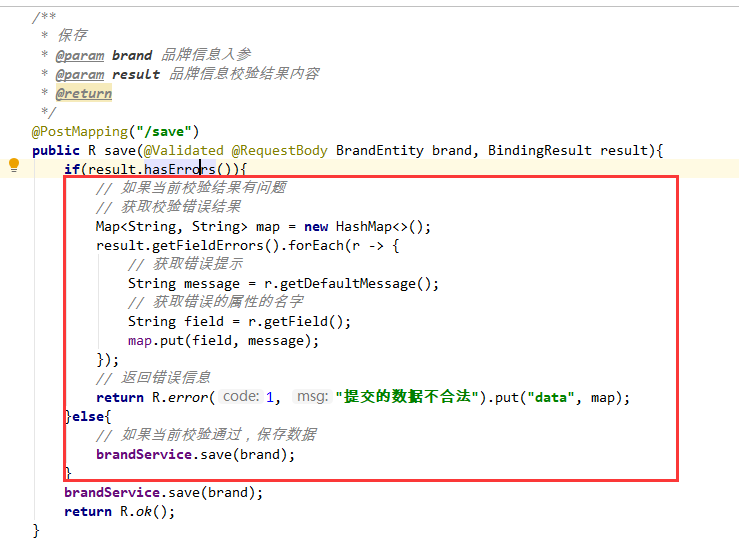 /**
 * 保存
 * @param brand 品牌信息入参
 * @param result 品牌信息校验结果内容
 * @return
 */
@PostMapping("/save")
public R save(@Validated @RequestBody BrandEntity brand, BindingResult result){
    if(result.hasErrors()){
        // 如果当前校验结果有问题
        // 获取校验错误结果
        Map<String, String> map = new HashMap<>();
        result.getFieldErrors().forEach(r -> {
            // 获取错误提示
            String message = r.getDefaultMessage();
            // 获取错误的属性的名字
            String field = r.getField();
            map.put(field, message);
        });
        // 返回错误信息
        return R.error( code: 1, msg: "提交的数据不合法").put("data", map);
    }else{
        // 如果当前校验通过，保存数据
        brandService.save(brand);
    }
    brandService.save(brand);
    return R.ok();
}